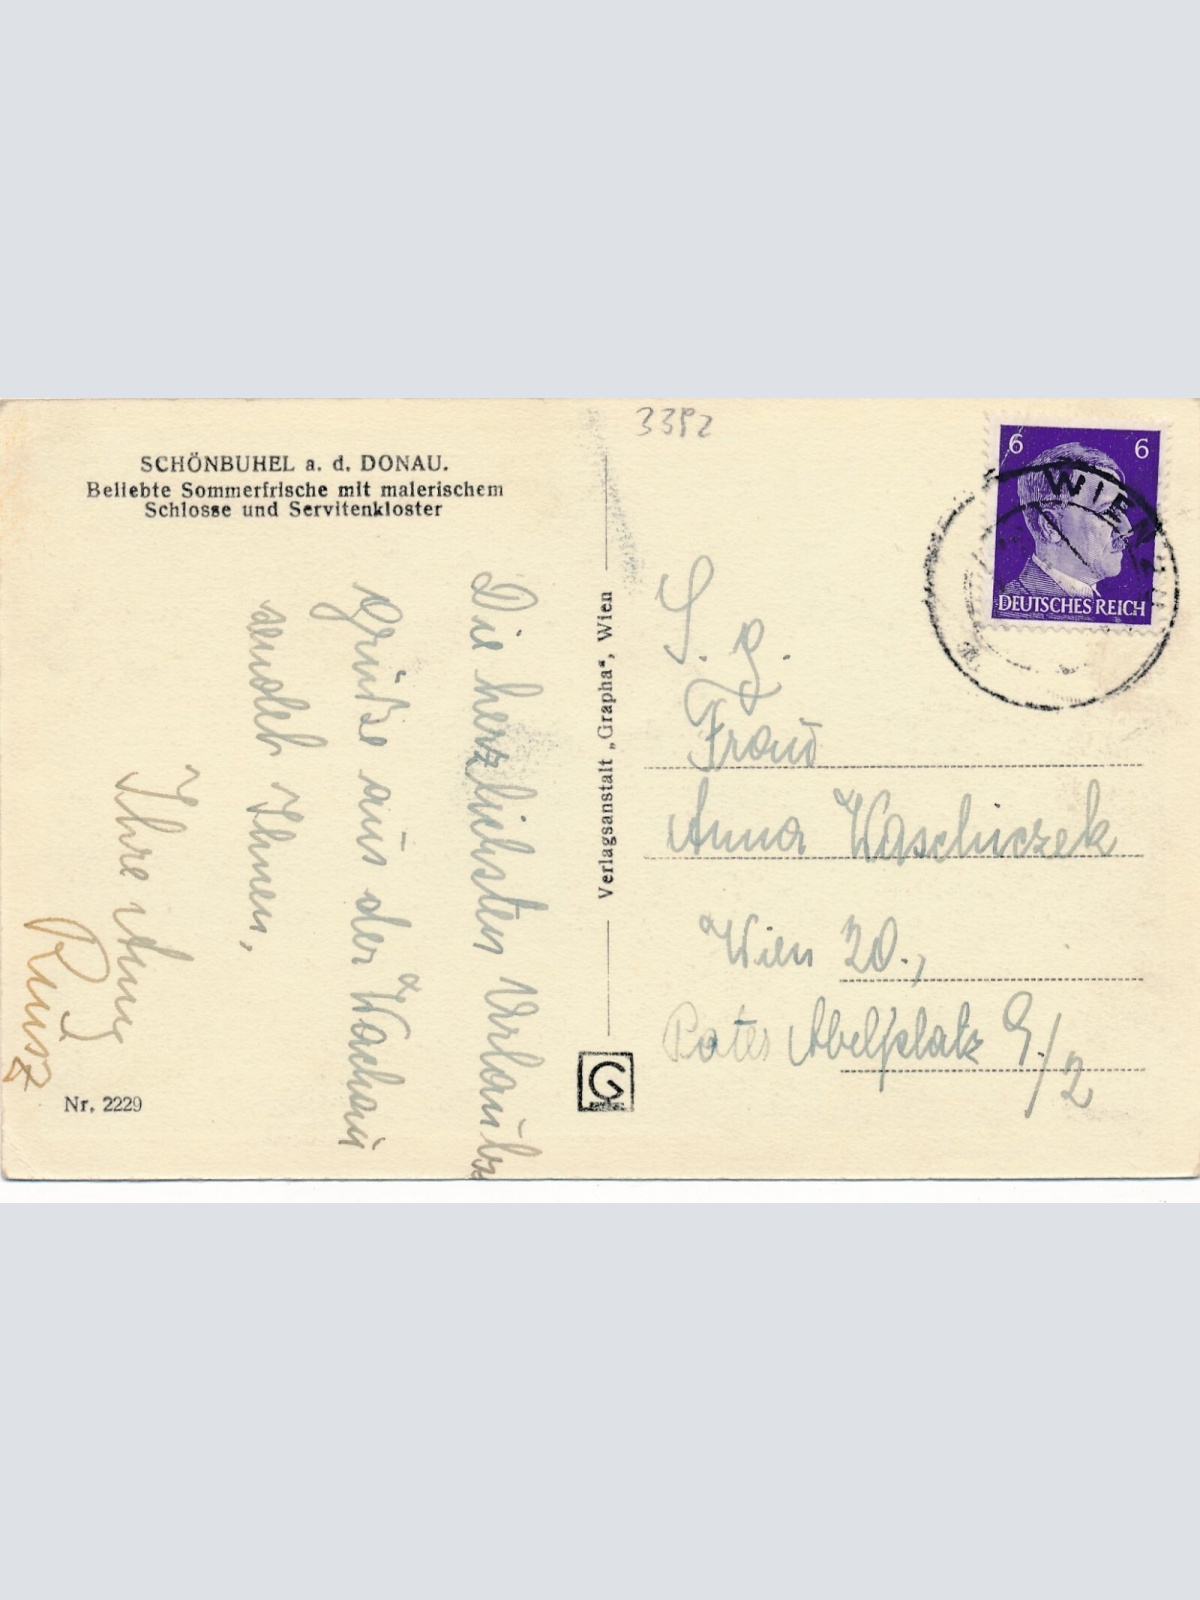 SCHÖNBUHEL a. d. DONAU.
Beliebte Sommerfrische mit malerischem
Schlosse und Servitenkloster
Die herzlichsten Urlaubs
grüße aus der Wachau
sendet Ihnen,
Ihre
Nr. 2229
Verlagsanstalt „Grapha“, Wien
G
3392
6 6
DEUTSCHES REICH
WIEN
S. g.
Frau
Anna Waschiczek
Wien 20.,
Abelplatz 9/2